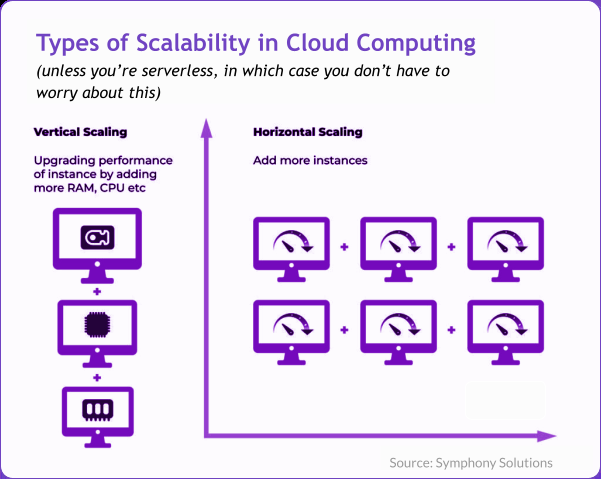 Types of Scalability in Cloud Computing
(unless you're serverless, in which case you don't have to
worry about this)
Vertical Scaling
Upgrading performance
of instance by adding
more RAM, CPU etc
Horizontal Scaling
Add more instances
+
+
+ +
+ +
Source: Symphony Solutions